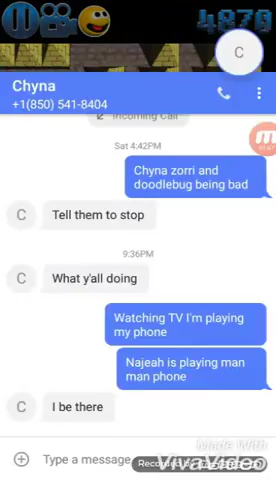 4876
C
Chyna
+1(850) 541-8404
Incoming Call
Sat 4:42PM
Chyna zorri and
doodlebug being bad
C
Tell them to stop
9:36PM
C
What y'all doing
Watching TV I'm playing
my phone
Najeah is playing man
man phone
C
I be there
Type a message
Made With
VivaVideo